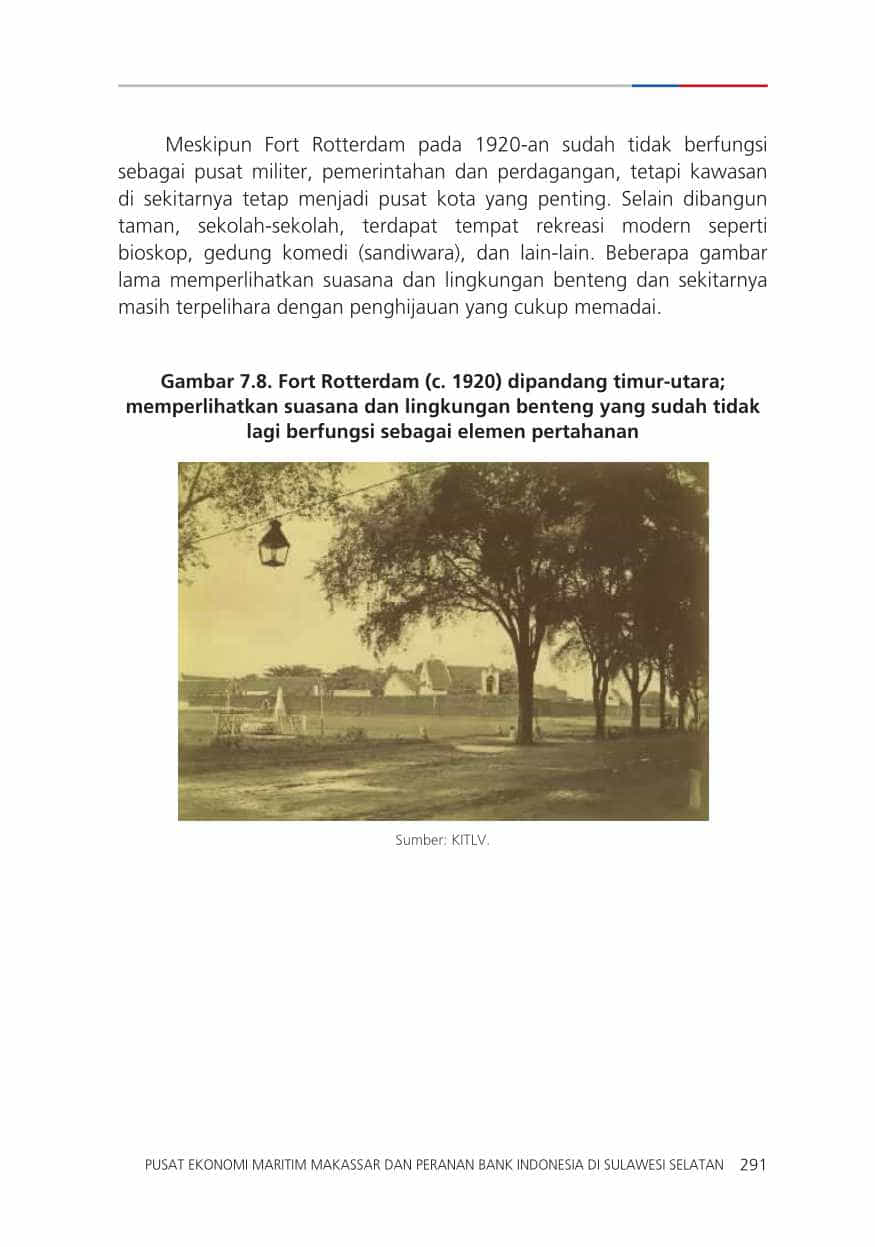 Meskipun Fort Rotterdam pada 1920-an sudah tidak berfungsi
sebagai pusat militer, pemerintahan dan perdagangan, tetapi kawasan
di sekitarnya tetap menjadi pusat kota yang penting. Selain dibangun
taman, sekolah-sekolah, terdapat tempat rekreasi modern seperti
bioskop, gedung komedi (sandiwara), dan lain-lain. Beberapa gambar
lama memperlihatkan suasana dan lingkungan benteng dan sekitarnya
masih terpelihara dengan penghijauan yang cukup memadai.
Gambar 7.8. Fort Rotterdam (c. 1920) dipandang timur-utara;
memperlihatkan suasana dan lingkungan benteng yang sudah tidak
lagi berfungsi sebagai elemen pertahanan
Sumber: KITLV.
PUSAT EKONOMI MARITIM MAKASSAR DAN PERANAN BANK INDONESIA DI SULAWESI SELATAN 291